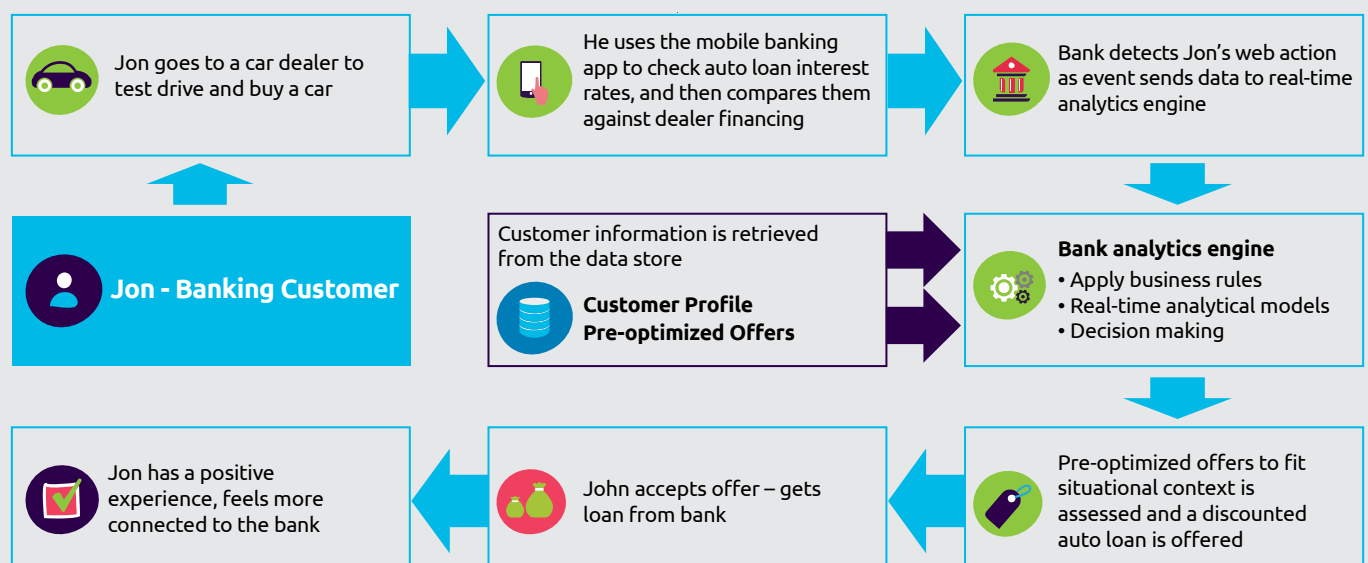 Jon goes to a car dealer to
test drive and buy a car
He uses the mobile banking
app to check auto loan interest
rates, and then compares them
against dealer financing
Bank detects Jon's web action
as event sends data to real-time
analytics engine
Jon - Banking Customer
Customer information is retrieved
from the data store
Customer Profile
Pre-optimized Offers
Bank analytics engine
• Apply business rules
• Real-time analytical models
• Decision making
Jon has a positive
experience, feels more
connected to the bank
John accepts offer – gets
loan from bank
Pre-optimized offers to fit
situational context is
assessed and a discounted
auto loan is offered